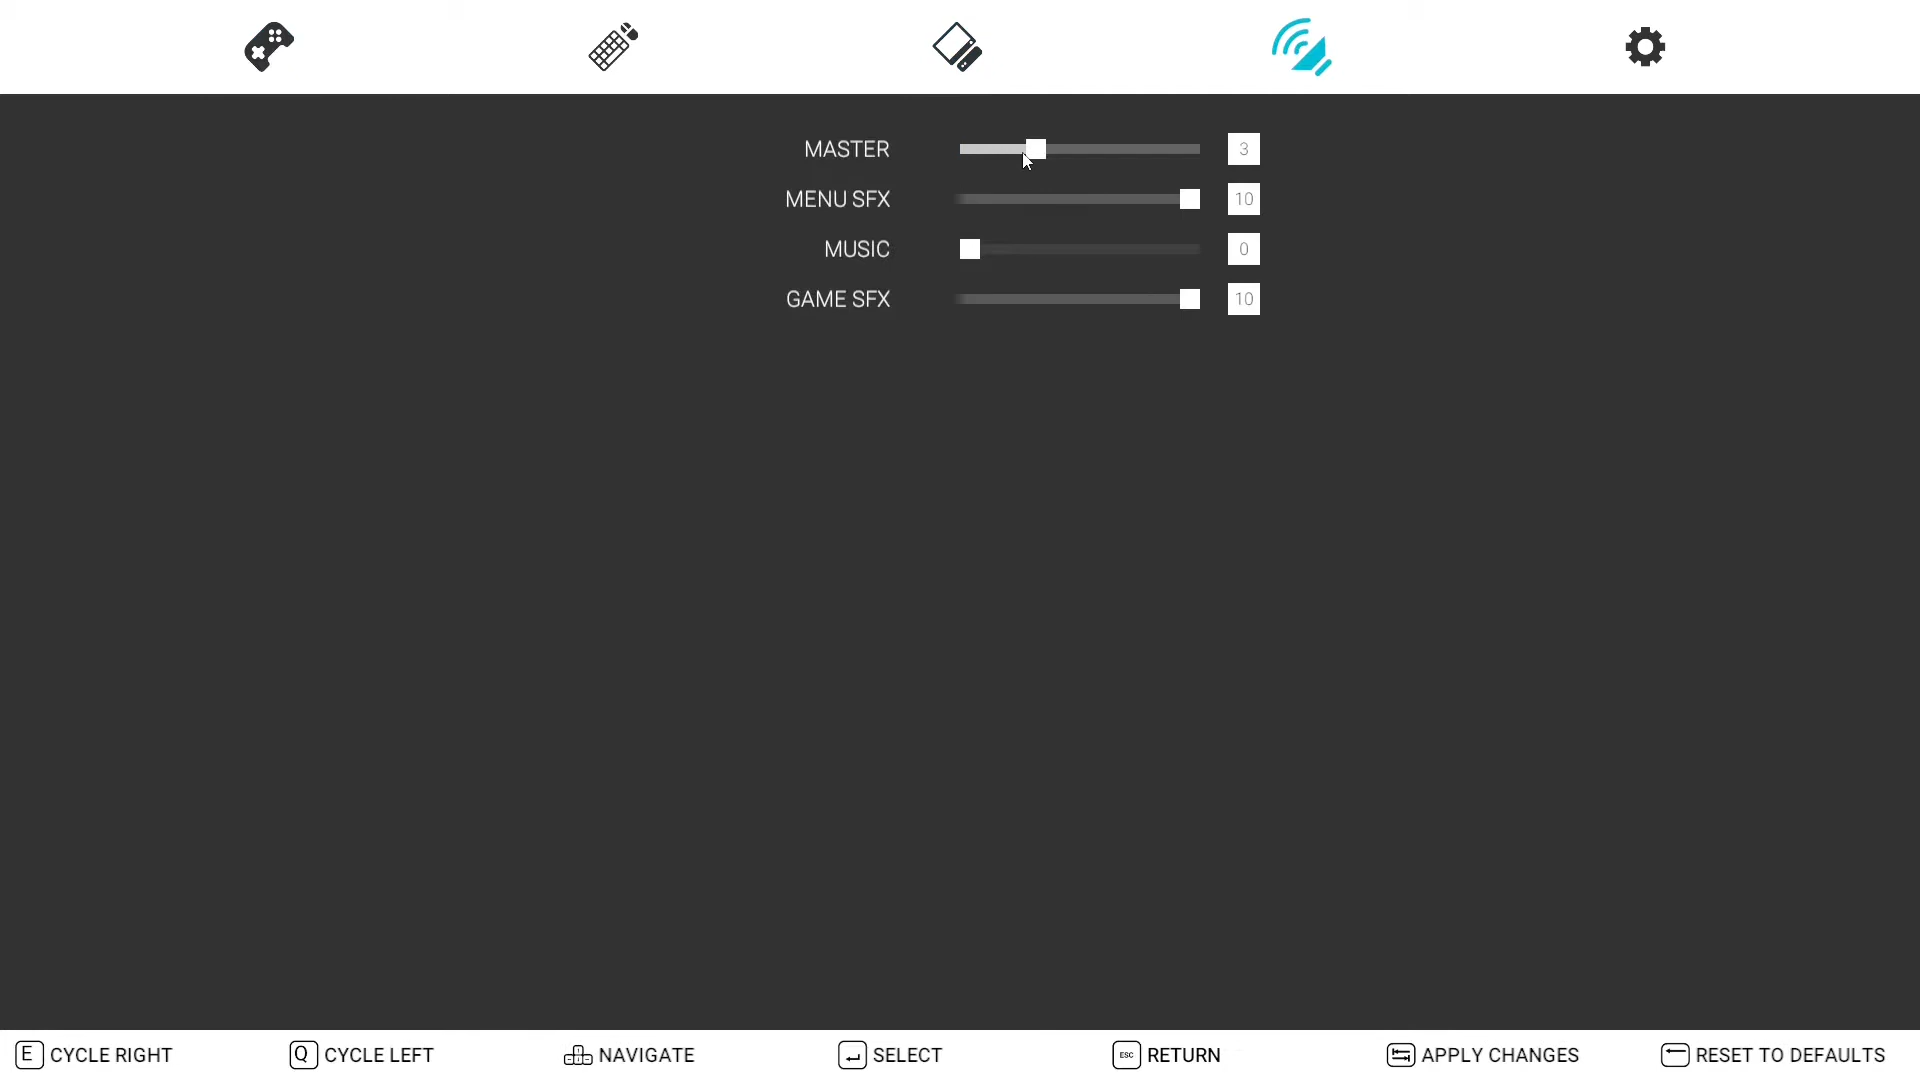 MASTER 3
MENU SFX 10
MUSIC 0
GAME SFX 10
E CYCLE RIGHT Q CYCLE LEFT NAVIGATE SELECT ESC RETURN APPLY CHANGES RESET TO DEFAULTS